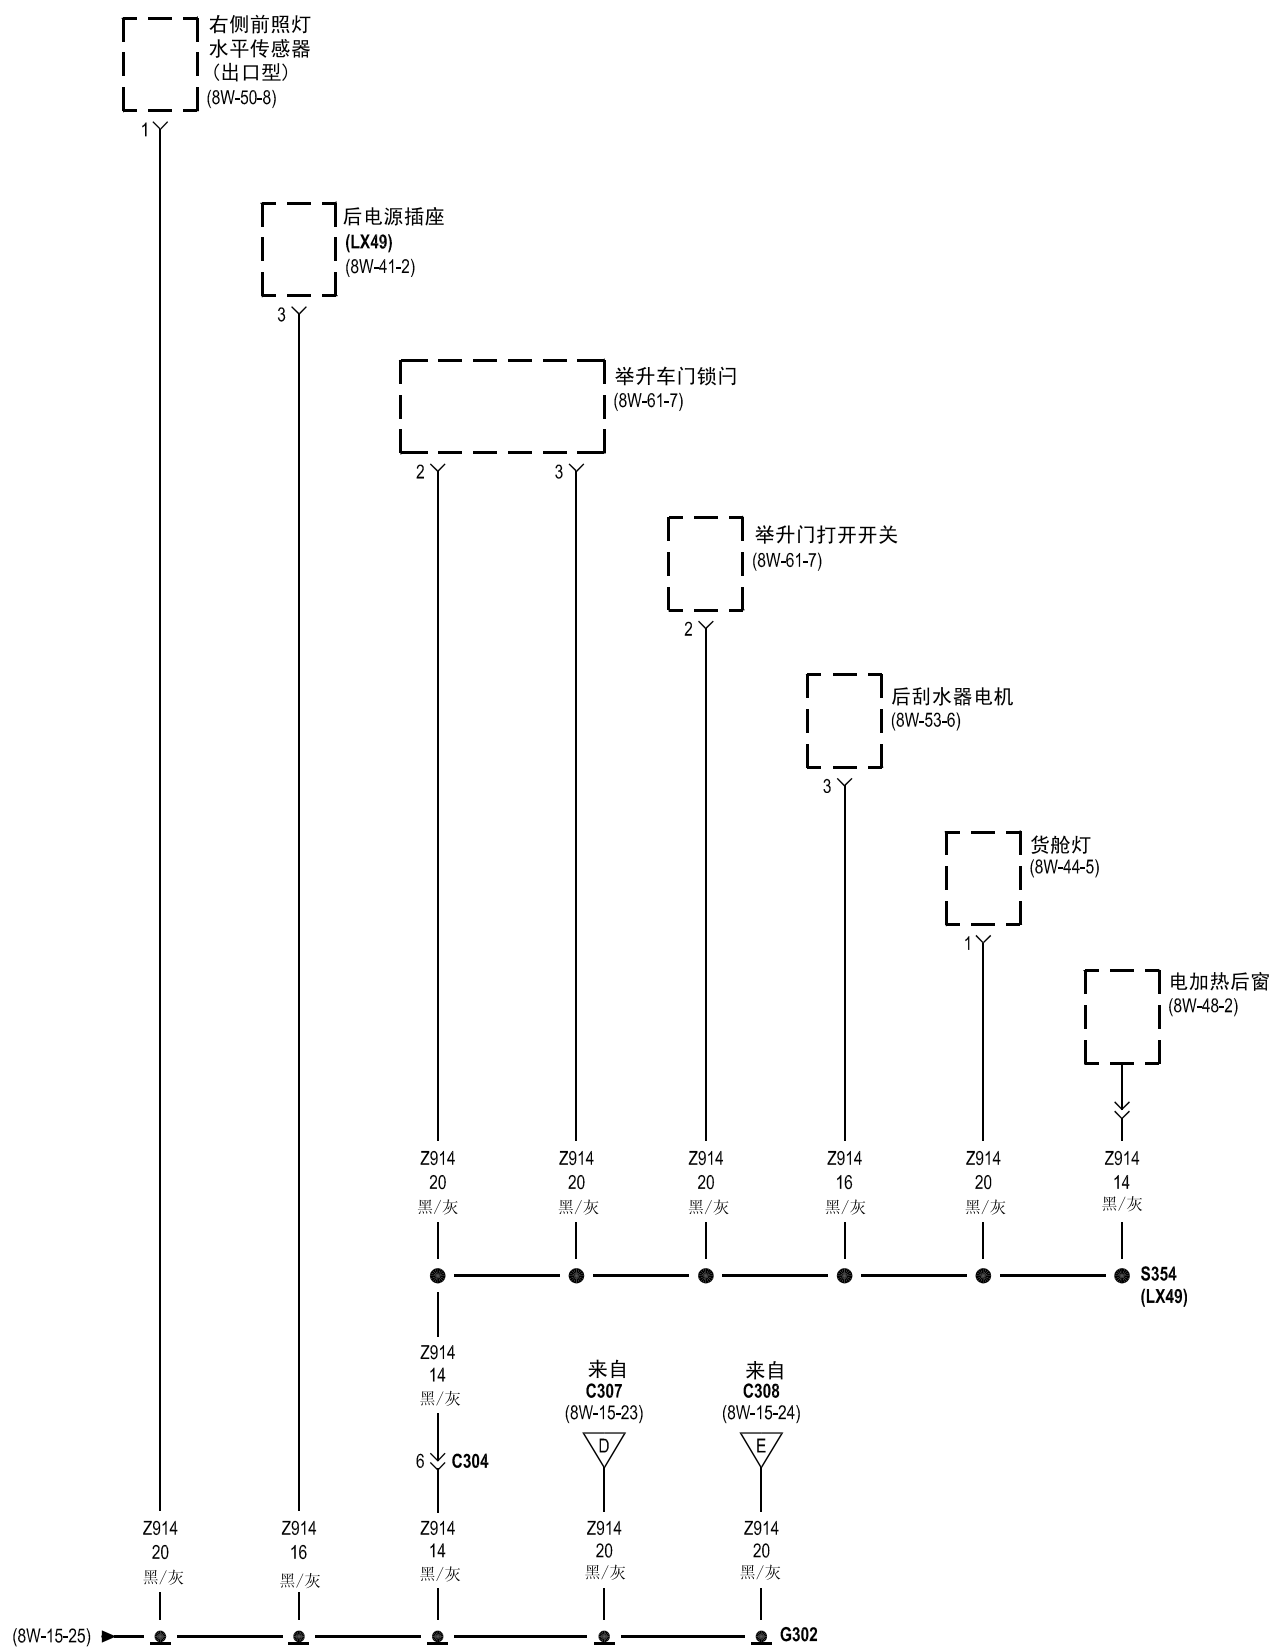 右侧前照灯
水平传感器
（出口型）
(8W-50-8)
1
后电源插座
(LX49)
(8W-41-2)
3
举升车门锁闩
(8W-61-7)
2
3
举升门打开开关
(8W-61-7)
2
后刮水器电机
(8W-53-6)
3
货舱灯
(8W-44-5)
1
电加热后窗
(8W-48-2)
Z914
20
黑/灰
Z914
20
黑/灰
Z914
20
黑/灰
Z914
16
黑/灰
Z914
20
黑/灰
Z914
14
黑/灰
S354
(LX49)
Z914
14
黑/灰
来自
C307
(8W-15-23)
D
来自
C308
(8W-15-24)
E
6
C304
Z914
20
黑/灰
Z914
16
黑/灰
Z914
14
黑/灰
Z914
20
黑/灰
Z914
20
黑/灰
(8W-15-25)
G302